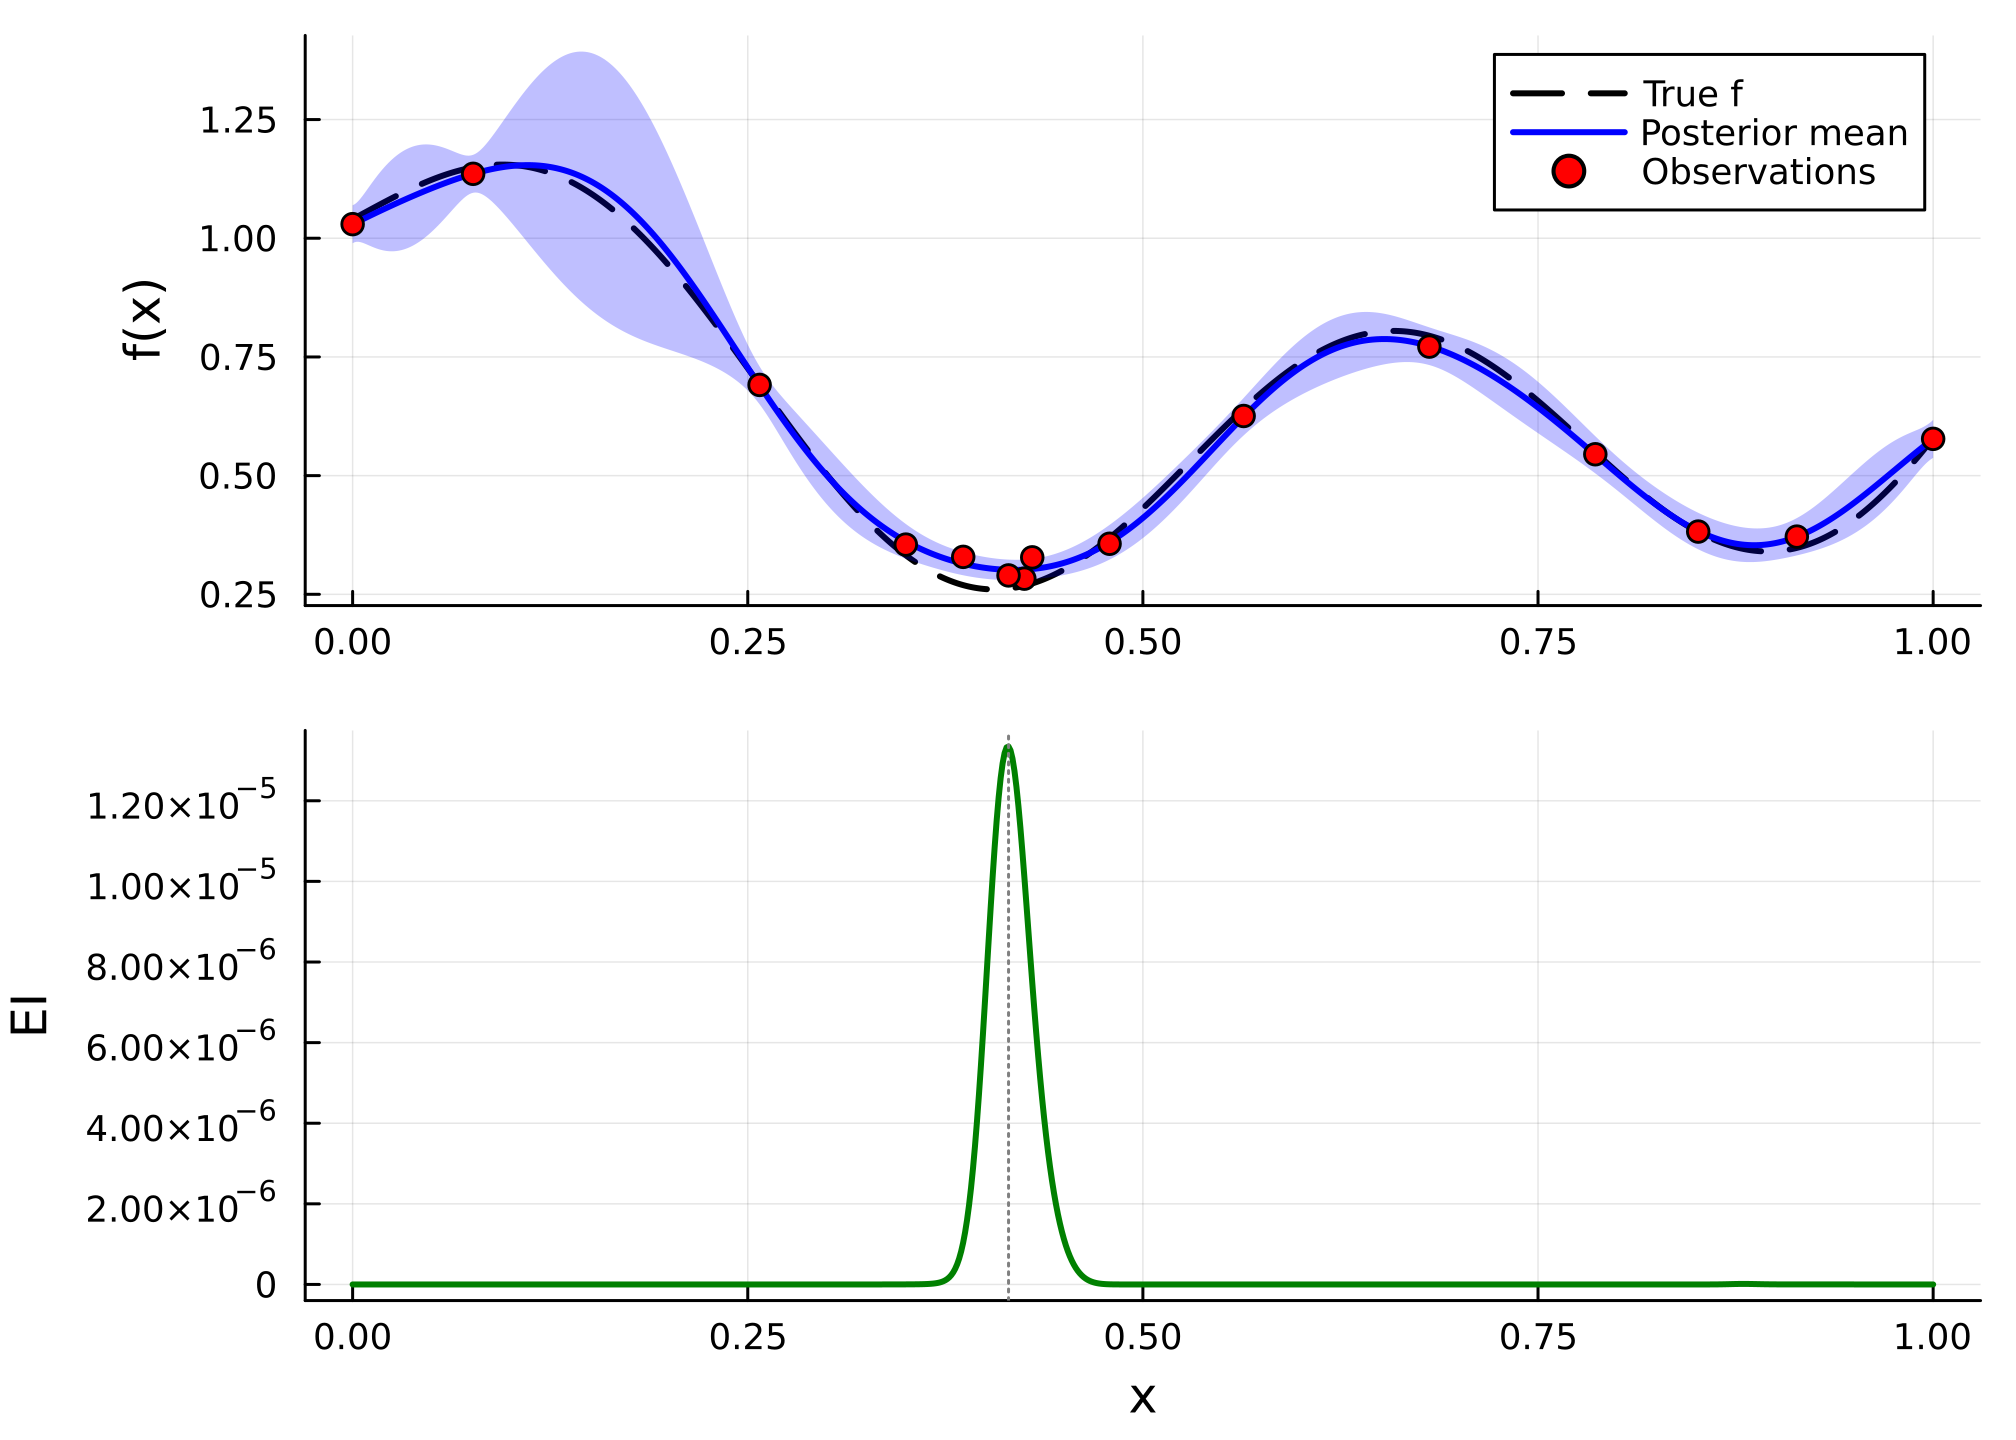 True f
Posterior mean
Observations
f(x)
1.25
1.00
0.75
0.50
0.25
0.00 0.25 0.50 0.75 1.00
EI
1.20×10⁻⁵
1.00×10⁻⁵
8.00×10⁻⁶
6.00×10⁻⁶
4.00×10⁻⁶
2.00×10⁻⁶
0
0.00 0.25 0.50 0.75 1.00
x